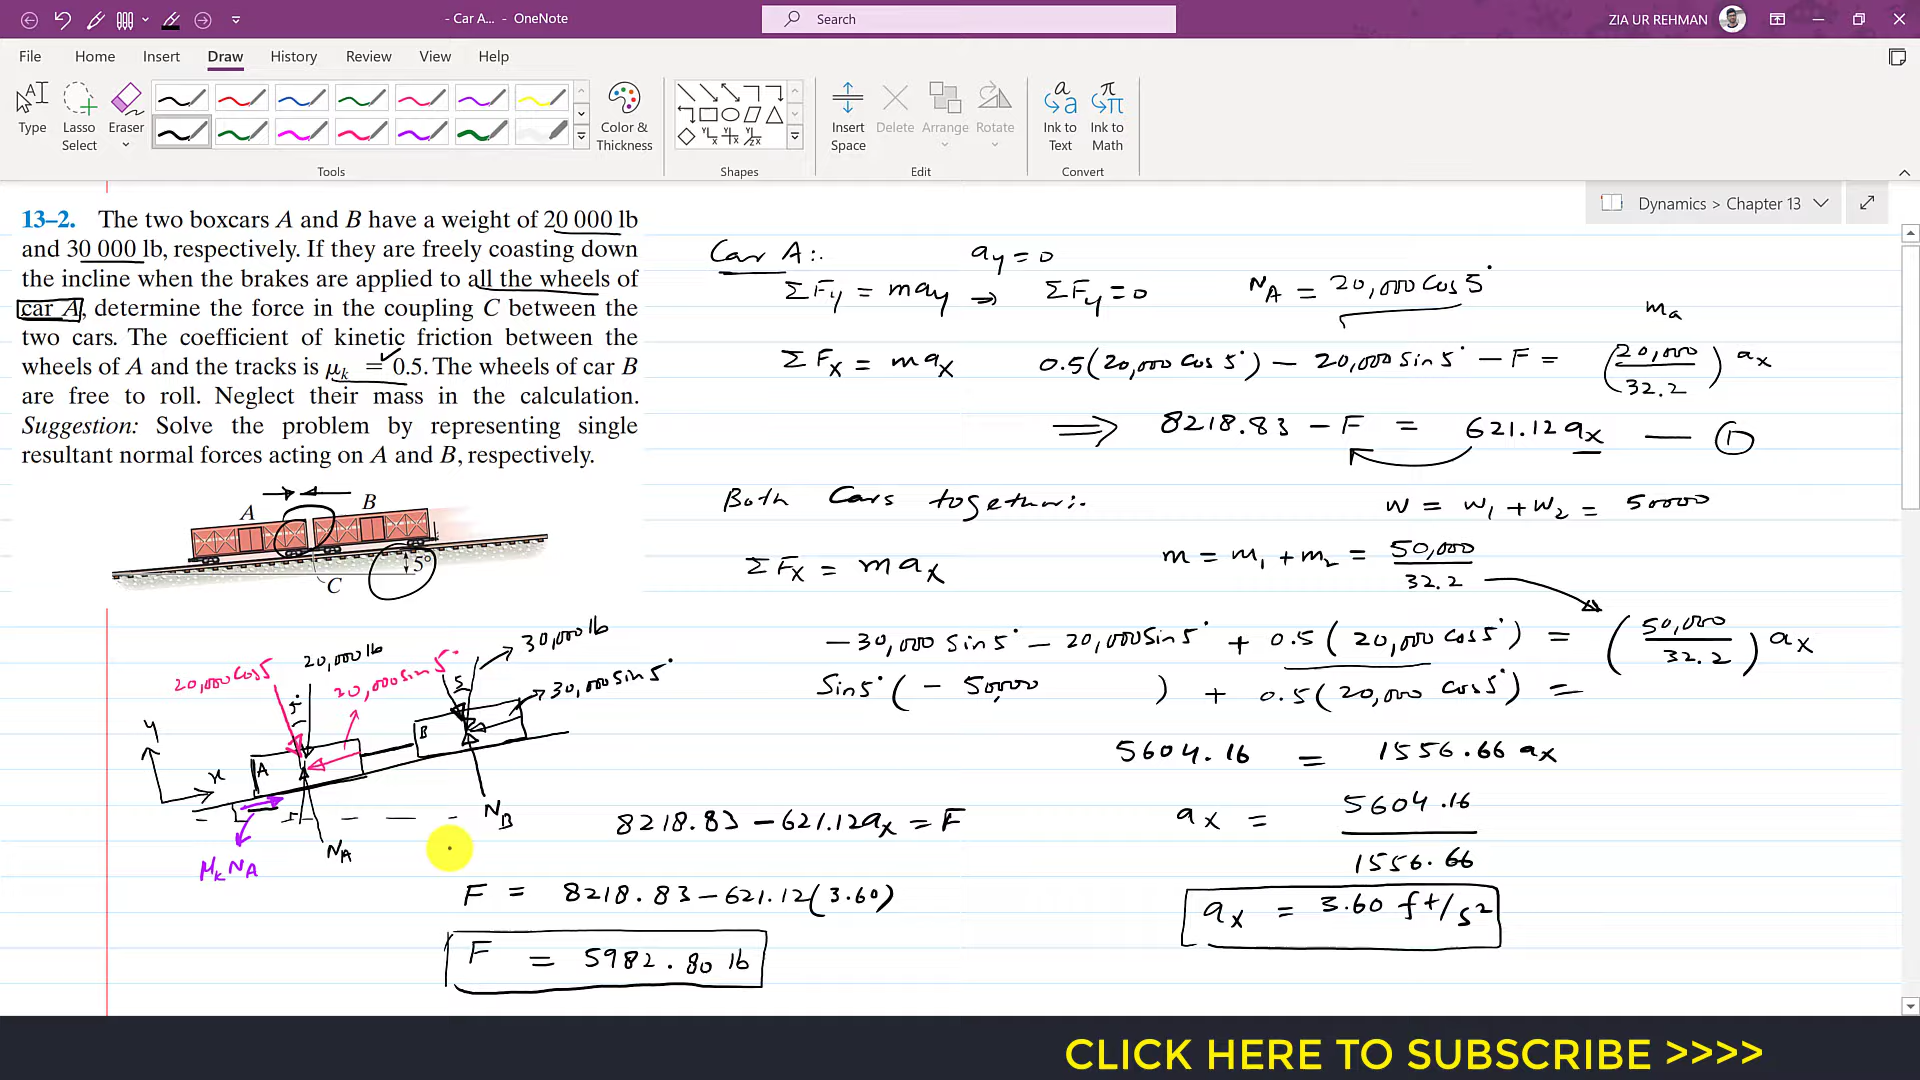 - Car A... - OneNote
Search
ZIA UR REHMAN
File Home Insert Draw History Review View Help
Type
Lasso Select
Eraser
Color & Thickness
Insert Space
Delete
Arrange
Rotate
Ink to Text
Ink to Math
Tools
Shapes
Edit
Convert
Dynamics > Chapter 13
13–2. The two boxcars A and B have a weight of 20 000 lb
and 30 000 lb, respectively. If they are freely coasting down
the incline when the brakes are applied to all the wheels of
car A, determine the force in the coupling C between the
two cars. The coefficient of kinetic friction between the
wheels of A and the tracks is μk = 0.5. The wheels of car B
are free to roll. Neglect their mass in the calculation.
Suggestion: Solve the problem by representing single
resultant normal forces acting on A and B, respectively.
A
B
5°
C
20,000 cos 5
20,000 lb
20,000 sin 5°
5
30,000 lb
30,000 sin 5°
y
x
A
B
5°
NB
NA
μk NA
Car A:. ay = 0
ΣFy = may ⇒ ΣFy = 0 NA = 20,000 cos 5°
ma
ΣFx = max 0.5(20,000 cos 5°) − 20,000 sin 5° − F = (20,000/32.2) ax
⟹ 8218.83 − F = 621.12 ax — ①
Both Cars together:. W = W1 + W2 = 50000
ΣFx = max m = m1 + m2 = 50,000/32.2
−30,000 sin 5° − 20,000 sin 5° + 0.5 (20,000 cos 5°) = (50,000/32.2) ax
Sin 5° (− 50,000 ) + 0.5 (20,000 cos 5°) =
5604.16 = 1556.66 ax
8218.83 − 621.12 ax = F
ax = 5604.16/1556.66
F = 8218.83 − 621.12 (3.60)
ax = 3.60 ft/s²
F = 5982.80 lb
CLICK HERE TO SUBSCRIBE >>>>